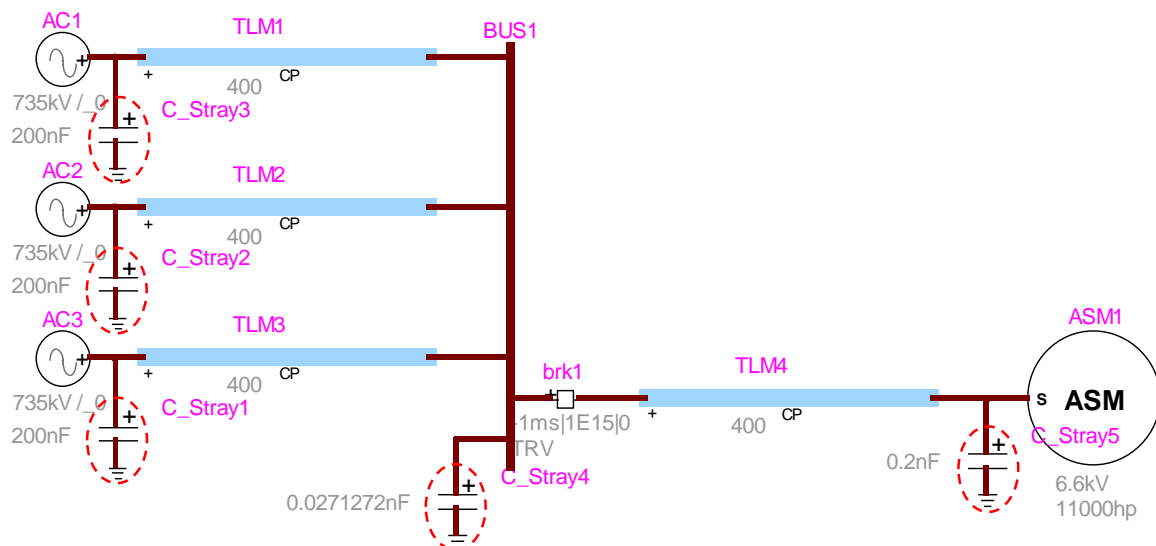 AC1
TLM1
BUS1
+
+
CP
400
735kV /_0
200nF
+
C_Stray3
AC2
TLM2
+
+
CP
400
735kV /_0
200nF
+
C_Stray2
AC3
TLM3
+
+
CP
400
735kV /_0
200nF
+
C_Stray1
brk1
+
-1ms|1E15|0
TRV
TLM4
+
CP
400
ASM1
S
ASM
C_Stray5
+
0.2nF
6.6kV
11000hp
C_Stray4
+
0.0271272nF